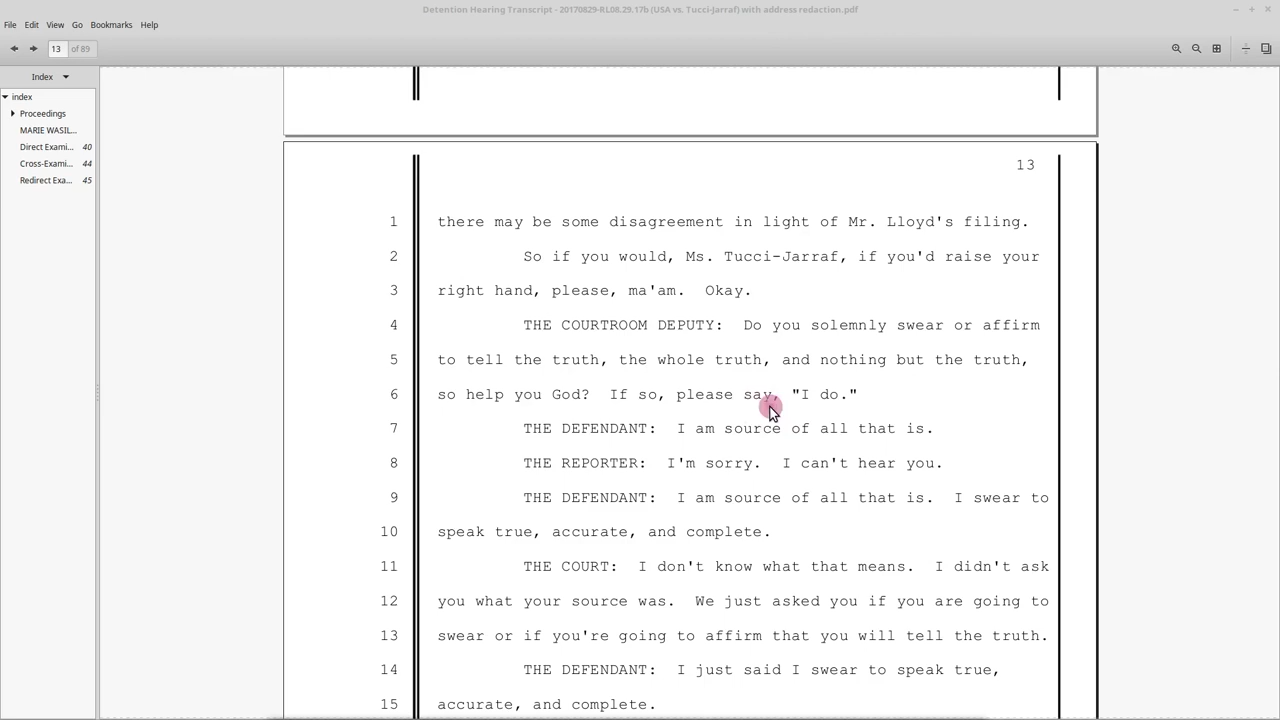 Detention Hearing Transcript - 20170829-RL08.29.17b (USA vs. Tucci-Jarraf) with address redaction.pdf
File Edit View Go Bookmarks Help
13 of 89
Index
index
Proceedings
MARIE WASIL...
Direct Exami... 40
Cross-Exami... 44
Redirect Exa... 45
13
1 there may be some disagreement in light of Mr. Lloyd's filing.
2 So if you would, Ms. Tucci-Jarraf, if you'd raise your
3 right hand, please, ma'am. Okay.
4 THE COURTROOM DEPUTY: Do you solemnly swear or affirm
5 to tell the truth, the whole truth, and nothing but the truth,
6 so help you God? If so, please say, "I do."
7 THE DEFENDANT: I am source of all that is.
8 THE REPORTER: I'm sorry. I can't hear you.
9 THE DEFENDANT: I am source of all that is. I swear to
10 speak true, accurate, and complete.
11 THE COURT: I don't know what that means. I didn't ask
12 you what your source was. We just asked you if you are going to
13 swear or if you're going to affirm that you will tell the truth.
14 THE DEFENDANT: I just said I swear to speak true,
15 accurate, and complete.